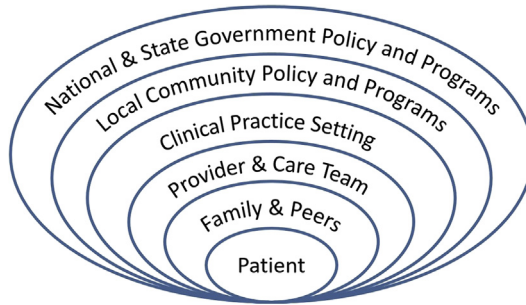 National & State Government Policy and Programs
Local Community Policy and Programs
Clinical Practice Setting
Provider & Care Team
Family & Peers
Patient